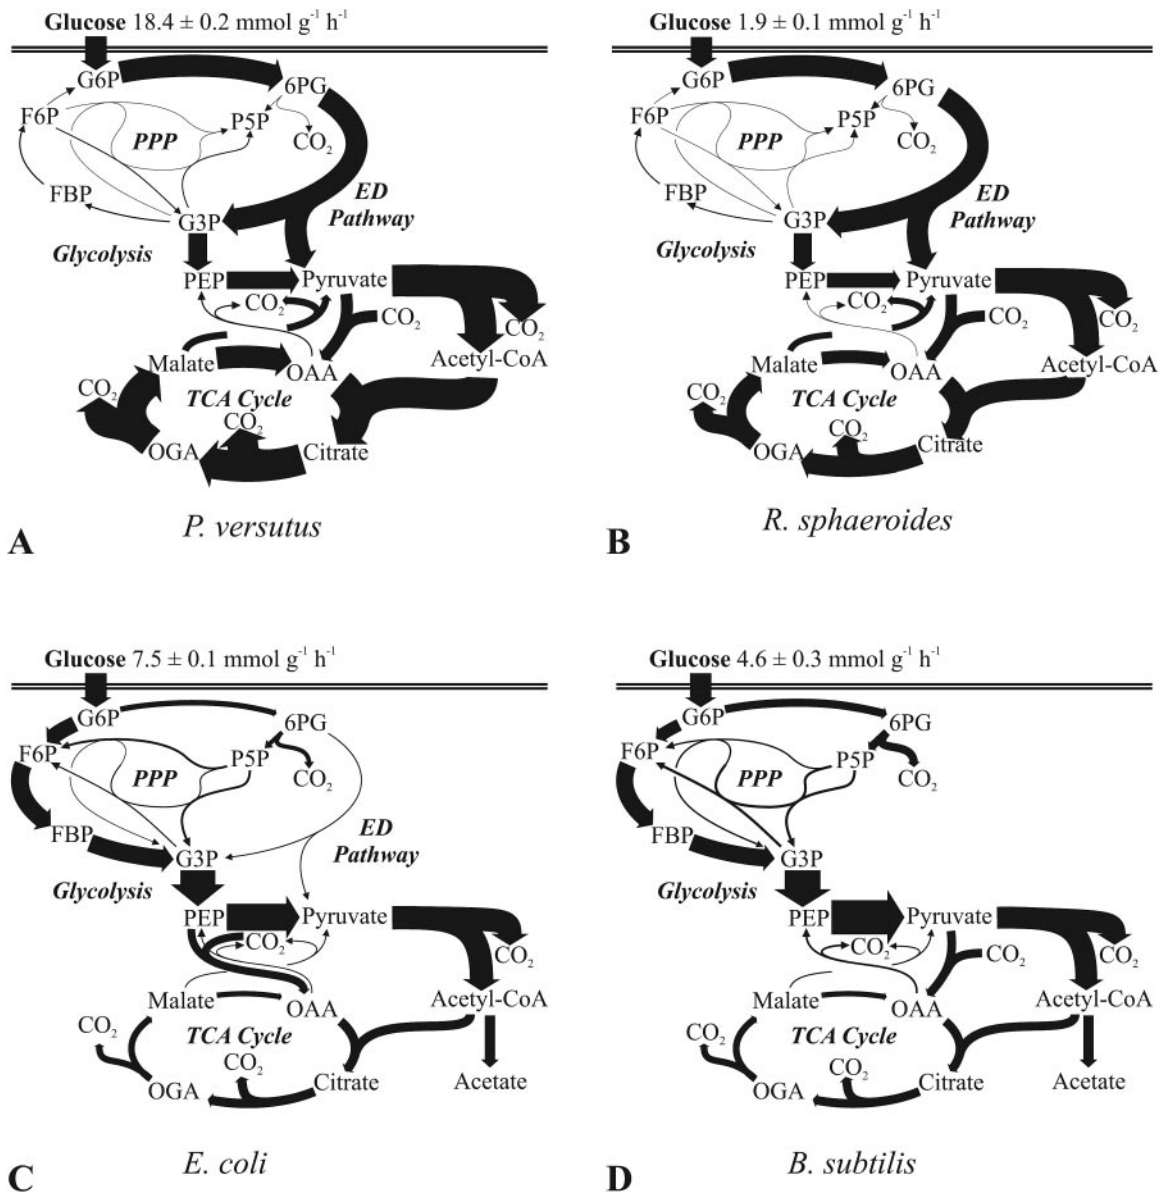 Glucose 18.4 ± 0.2 mmol g⁻¹ h⁻¹
G6P
6PG
F6P
P5P
PPP
CO₂
FBP
ED
Pathway
G3P
Glycolysis
PEP
Pyruvate
CO₂
CO₂
CO₂
Malate
OAA
Acetyl-CoA
CO₂
TCA Cycle
CO₂
OGA
Citrate
A
P. versutus
Glucose 1.9 ± 0.1 mmol g⁻¹ h⁻¹
G6P
6PG
F6P
P5P
PPP
CO₂
FBP
ED
Pathway
G3P
Glycolysis
PEP
Pyruvate
CO₂
CO₂
CO₂
Malate
OAA
Acetyl-CoA
CO₂
TCA Cycle
CO₂
OGA
Citrate
B
R. sphaeroides
Glucose 7.5 ± 0.1 mmol g⁻¹ h⁻¹
G6P
6PG
F6P
P5P
PPP
CO₂
FBP
ED
Pathway
G3P
Glycolysis
PEP
Pyruvate
CO₂
CO₂
Malate
OAA
Acetyl-CoA
CO₂
TCA Cycle
CO₂
OGA
Citrate
Acetate
C
E. coli
Glucose 4.6 ± 0.3 mmol g⁻¹ h⁻¹
G6P
6PG
F6P
P5P
PPP
CO₂
FBP
G3P
Glycolysis
PEP
Pyruvate
CO₂
CO₂
CO₂
Malate
OAA
Acetyl-CoA
CO₂
TCA Cycle
CO₂
OGA
Citrate
Acetate
D
B. subtilis